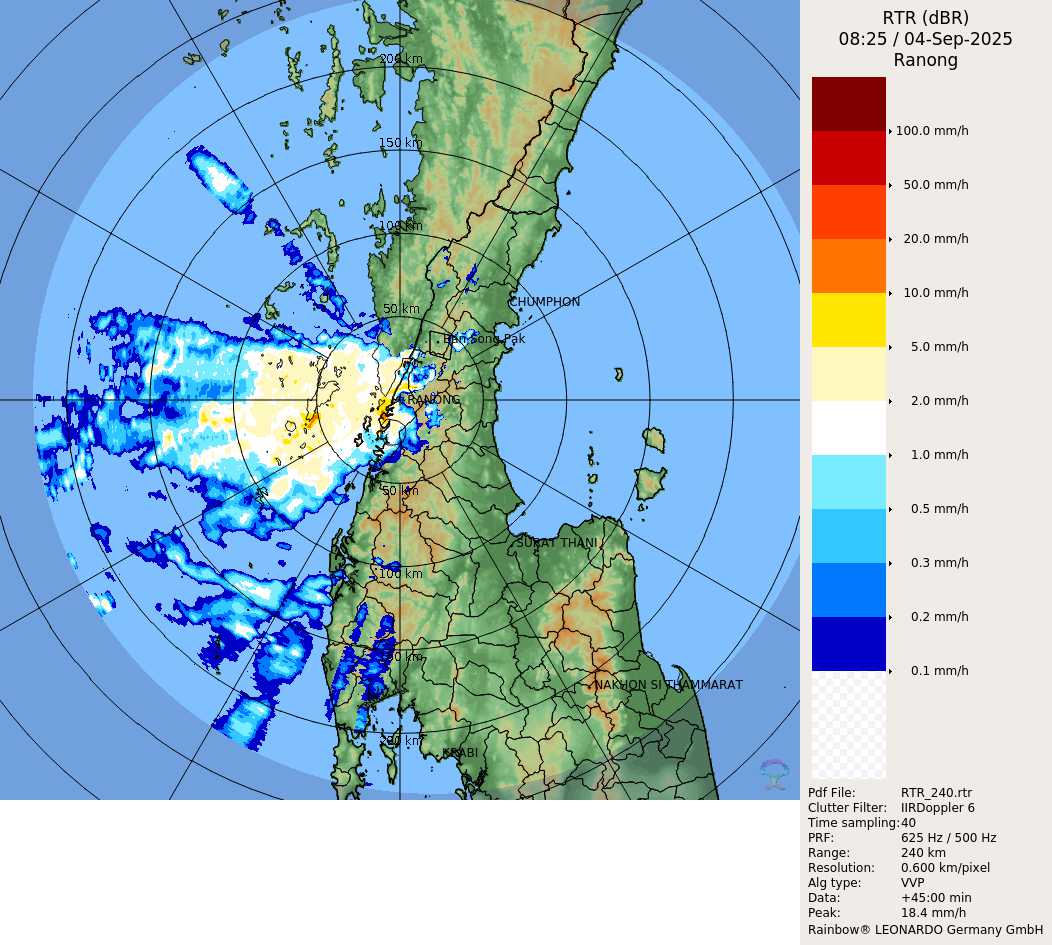 RTR (dBR)
08:25 / 04-Sep-2025
Ranong
100.0 mm/h
50.0 mm/h
20.0 mm/h
10.0 mm/h
5.0 mm/h
2.0 mm/h
1.0 mm/h
0.5 mm/h
0.3 mm/h
0.2 mm/h
0.1 mm/h
200 km
150 km
100 km
50 km
CHUMPHON
Ban Song Pak
RANONG
50 km
SURAT THANI
100 km
150 km
NAKHON SI THAMMARAT
200 km
KRABI
Pdf File: RTR_240.rtr
Clutter Filter: IIRDoppler 6
Time sampling:40
PRF: 625 Hz / 500 Hz
Range: 240 km
Resolution: 0.600 km/pixel
Alg type: VVP
Data: +45:00 min
Peak: 18.4 mm/h
Rainbow® LEONARDO Germany GmbH